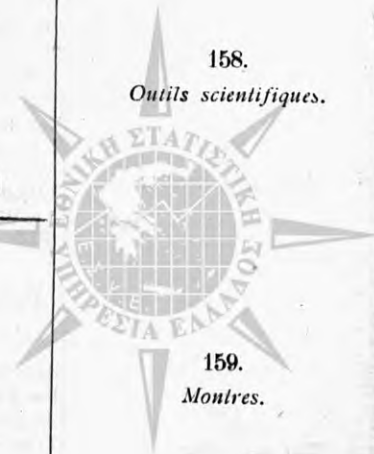 158.
Outils scientifiques.
ΕΘΝΙΚΗ ΣΤΑΤΙΣΤΙΚΗ
ΥΠΗΡΕΣΙΑ ΕΛΛΑΔΟΣ
Ε.Σ.Υ.Ε.
159.
Montres.